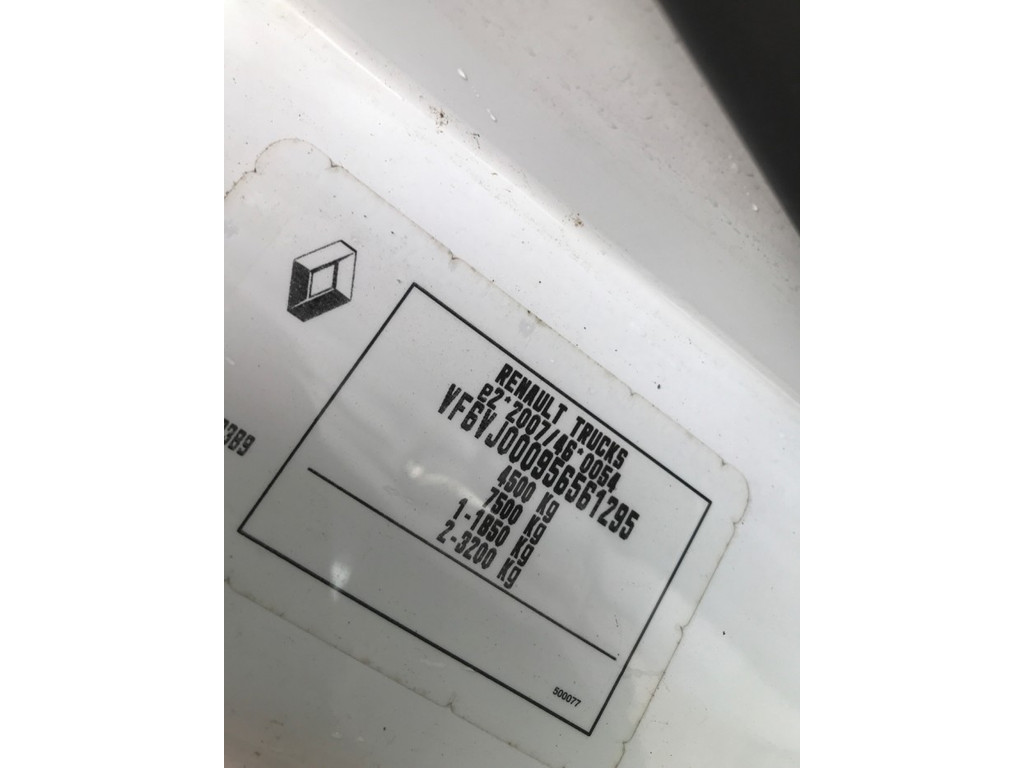 RENAULT TRUCKS
e2*2007/46*0054
VF6VJ000956561295
4500 Kg
7500 Kg
1-1850 Kg
2-3200 Kg
500077